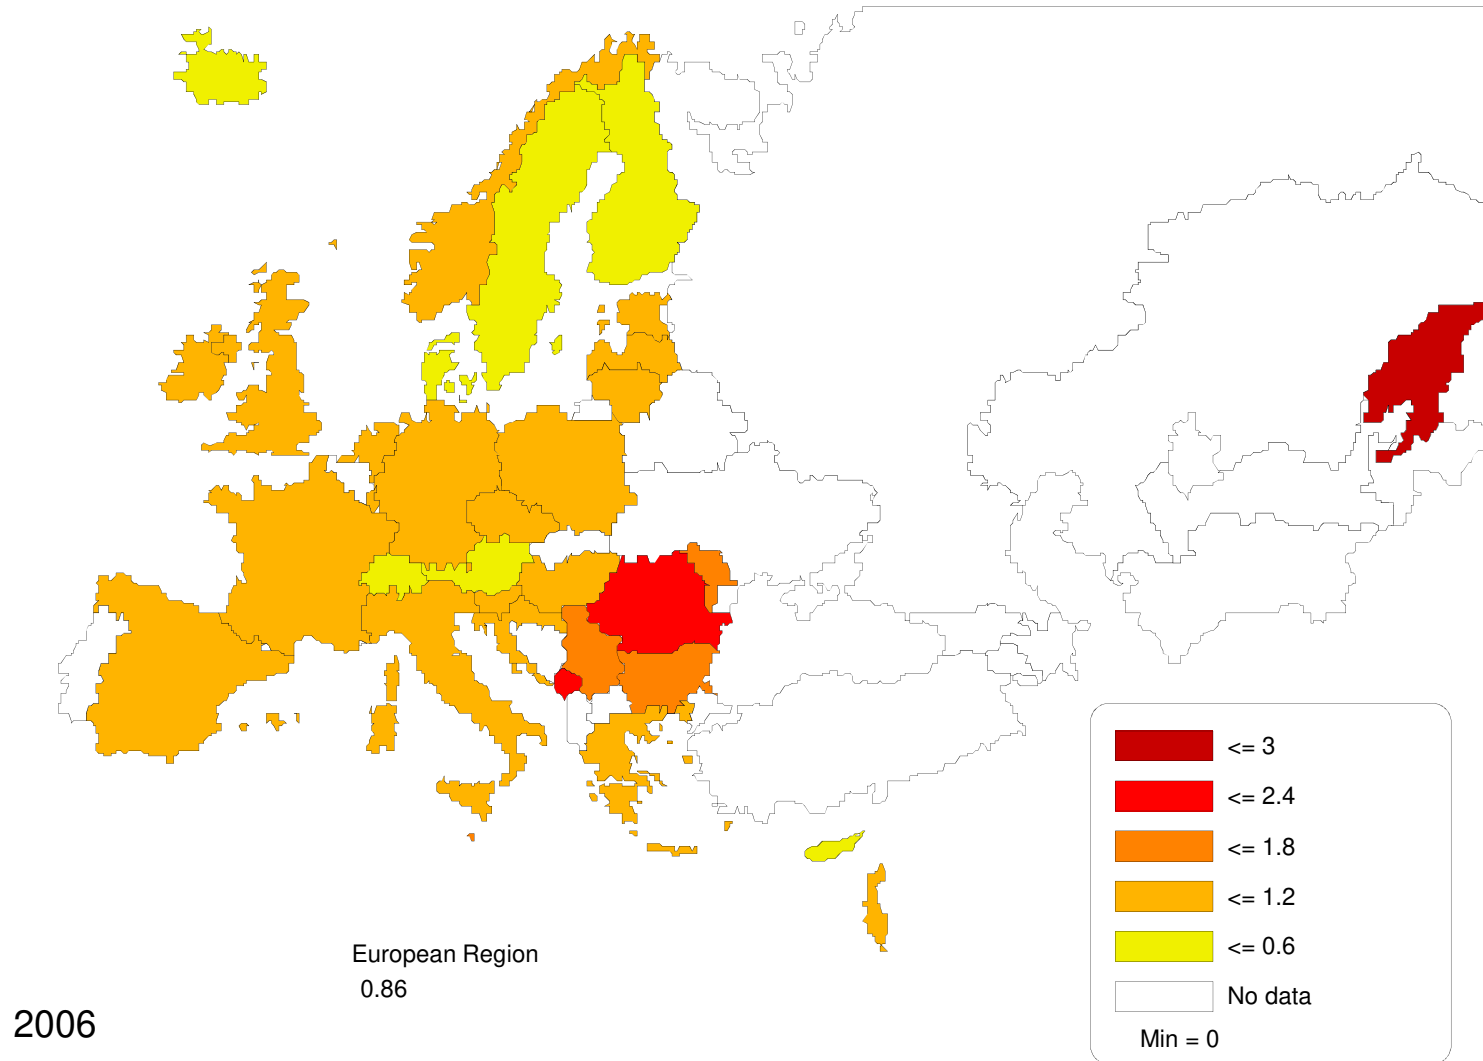 <= 3
<= 2.4
<= 1.8
<= 1.2
<= 0.6
No data
Min = 0
European Region
0.86
2006